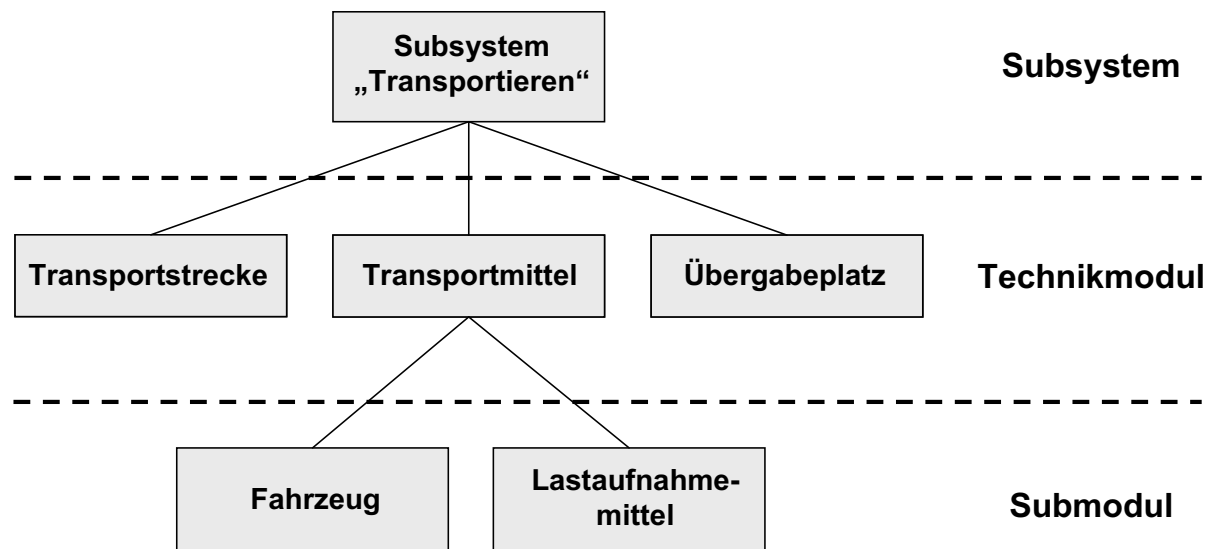 Subsystem
„Transportieren“
Subsystem
Transportstrecke
Transportmittel
Übergabeplatz
Technikmodul
Fahrzeug
Lastaufnahme-
mittel
Submodul